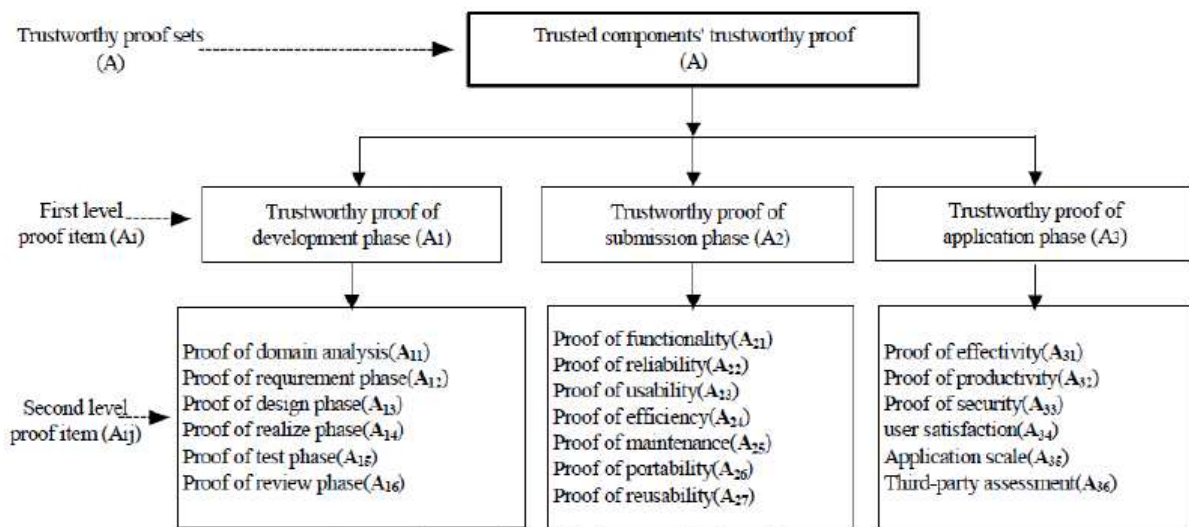 Trustworthy proof sets
(A)
Trusted components' trustworthy proof
(A)
First level
proof item (Ai)
Trustworthy proof of
development phase (A1)
Trustworthy proof of
submission phase (A2)
Trustworthy proof of
application phase (A3)
Second level
proof item (Aij)
Proof of domain analysis(A11)
Proof of requirement phase(A12)
Proof of design phase(A13)
Proof of realize phase(A14)
Proof of test phase(A15)
Proof of review phase(A16)
Proof of functionality(A21)
Proof of reliability(A22)
Proof of usability(A23)
Proof of efficiency(A24)
Proof of maintenance(A25)
Proof of portability(A26)
Proof of reusability(A27)
Proof of effectivity(A31)
Proof of productivity(A32)
Proof of security(A33)
user satisfaction(A34)
Application scale(A35)
Third-party assessment(A36)